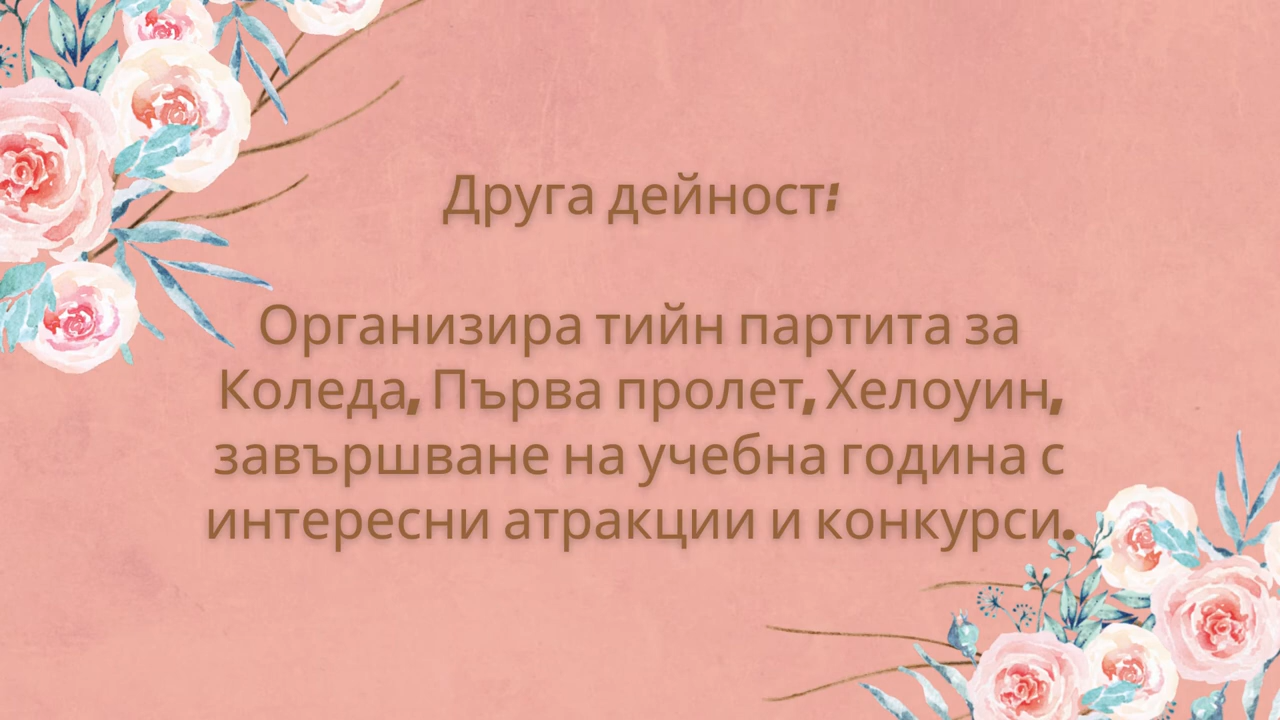 Друга дейност:
Организира тийн партита за
Коледа, Първа пролет, Хелоуин,
завършване на учебна година с
интересни атракции и конкурси.